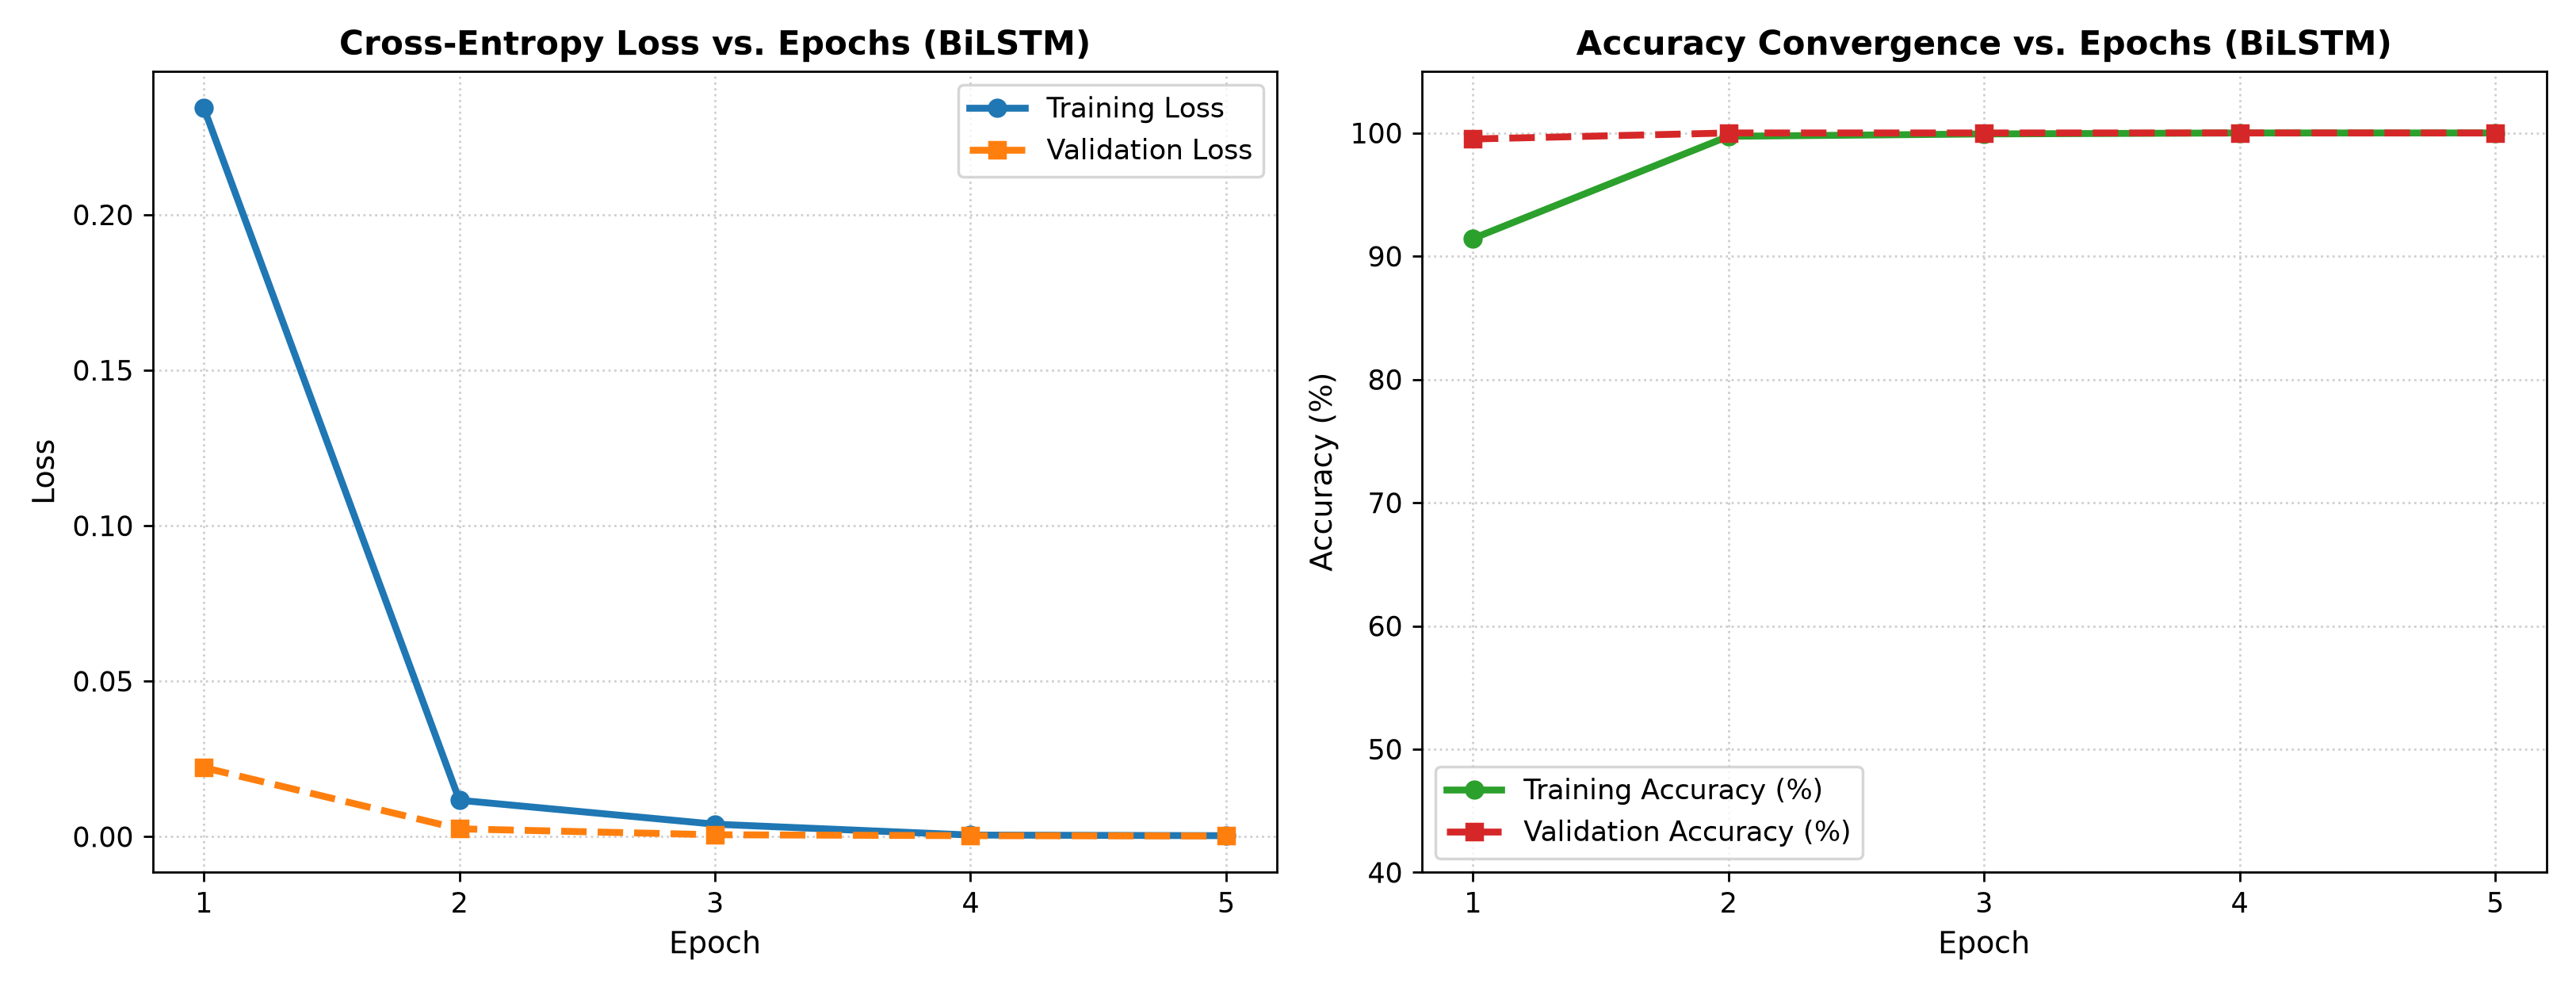 Cross-Entropy Loss vs. Epochs (BiLSTM)
Training Loss
Validation Loss
0.20
0.15
0.10
0.05
0.00
Loss
1 2 3 4 5
Epoch
Accuracy Convergence vs. Epochs (BiLSTM)
100
90
80
70
60
50
40
Accuracy (%)
Training Accuracy (%)
Validation Accuracy (%)
1 2 3 4 5
Epoch